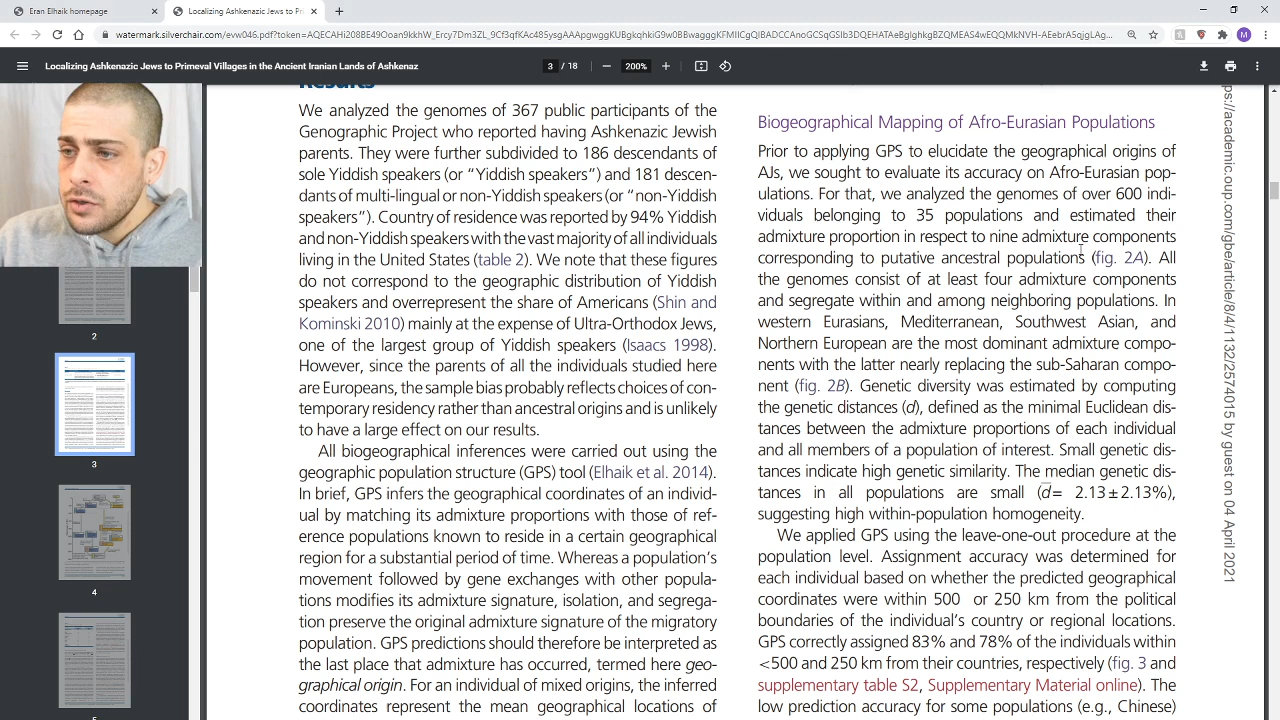 Eran Elhaik homepage
Localizing Ashkenazic Jews to Pri
Localizing Ashkenazic Jews to Primeval Villages in the Ancient Iranian Lands of Ashkenaz
3 / 18
200%
Results
We analyzed the genomes of 367 public participants of the
Genographic Project who reported having Ashkenazic Jewish
parents. They were further subdivided to 186 descendants of
sole Yiddish speakers (or “Yiddish speakers”) and 181 descen-
dants of multi-lingual or non-Yiddish speakers (or “non-Yiddish
speakers”). Country of residence was reported by 94% Yiddish
and non-Yiddish speakers with the vast majority of all individuals
living in the United States (table 2). We note that these figures
do not correspond to the geographic distribution of Yiddish
speakers and overrepresent the share of Americans (Shin and
Kominski 2010) mainly at the expense of Ultra-Orthodox Jews,
one of the largest group of Yiddish speakers (Isaacs 1998).
are Europeans, the sampling bias mostly reflects choices of con-
temporary residency rather than ancestral origins and is unlikely
to have a large effect on our results.
All biogeographical inferences were carried out using the
geographic population structure (GPS) tool (Elhaik et al. 2014).
In brief, GPS infers the geographical coordinates of an individ-
ual by matching its admixture proportions with those of ref-
erence populations known to reside in a certain geographical
region for a substantial period of time. When a population’s
movement followed by gene exchanges with other popula-
tions modifies its admixture signature, isolation, and segrega-
tion preserve the original admixture signature of the migratory
population. GPS predictions should therefore be interpreted as
the last place that admixture has occurred, termed here geo-
graphical origin. For individuals of mixed origins, the inferred
coordinates represent the mean geographical locations of
Biogeographical Mapping of Afro-Eurasian Populations
Prior to applying GPS to elucidate the geographical origins of
AJs, we sought to evaluate its accuracy on Afro-Eurasian pop-
ulations. For that, we analyzed the genomes of over 600 indi-
viduals belonging to 35 populations and estimated their
admixture proportion in respect to nine admixture components
corresponding to putative ancestral populations (fig. 2A). All
the genomes consist of at least four admixture components
and segregate within and among neighboring populations. In
western Eurasians, Mediterranean, Southwest Asian, and
Northern European are the most dominant admixture compo-
nents, with the latter nearly eliminating the sub-Saharan compo-
nent (fig. 2B). Genetic diversity was estimated by computing
genetic distances (d), defined as the minimal Euclidean dis-
tance between the admixture proportions of each individual
and all members of a population of interest. Small genetic dis-
tances indicate high genetic similarity. The median genetic dis-
tances within all populations are small (d̄= 2.13±2.13%),
suggesting high within-population homogeneity.
We applied GPS using the leave-one-out procedure at the
population level. Assignment accuracy was determined for
each individual based on whether the predicted geographical
coordinates were within 500 or 250 km from the political
boundaries of the individual’s country or regional locations.
GPS correctly assigned 83% and 78% of the individuals within
<500 and 250 km from their countries, respectively (fig. 3 and
supplementary table S2, Supplementary Material online). The
low prediction accuracy for some populations (e.g., Chinese)
ps://academic.oup.com/gbe/article/8/4/1132/2574015 by guest on 04 April 2021
2
3
4
5